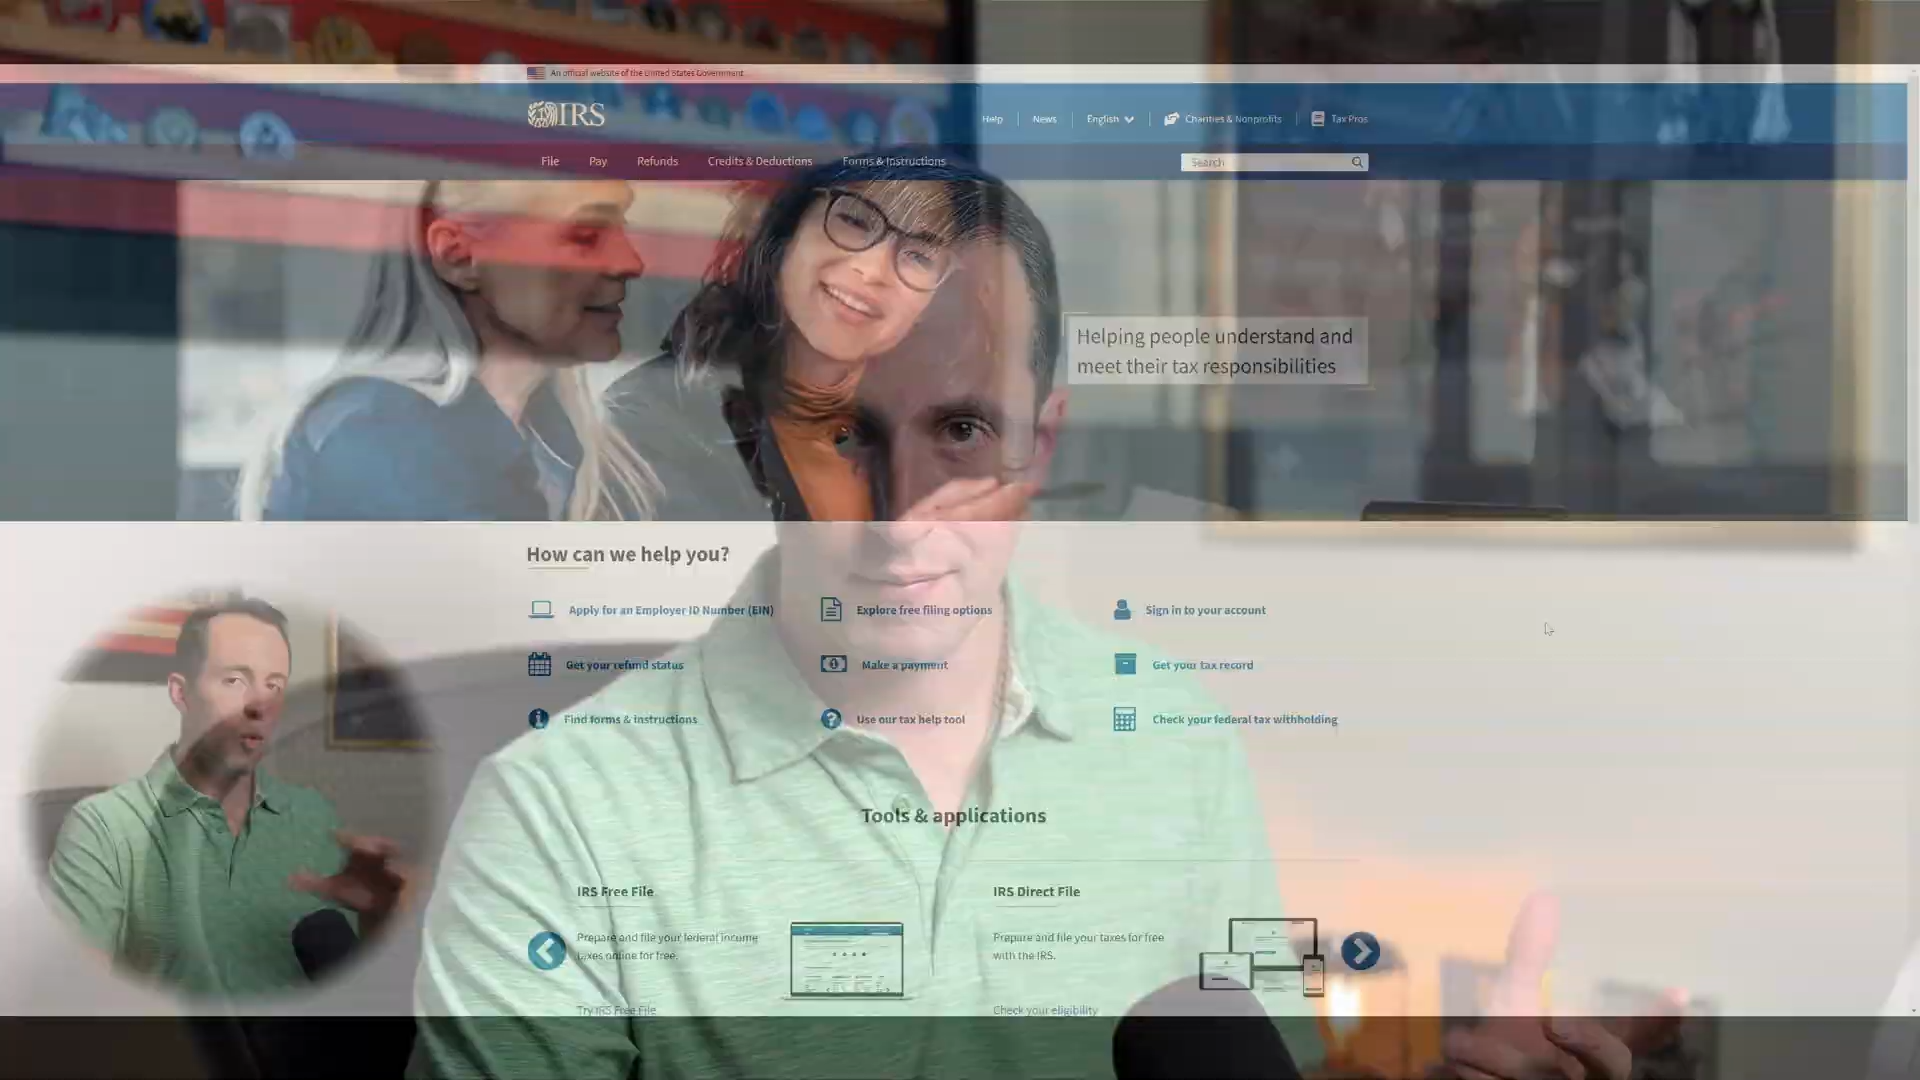 An official website of the United States Government
IRS
Help
News
English
Charities & Nonprofits
Tax Pros
File
Pay
Refunds
Credits & Deductions
Forms & Instructions
Search
Helping people understand and
meet their tax responsibilities
How can we help you?
Apply for an Employer ID Number (EIN)
Explore free filing options
Sign in to your account
Get your refund status
Make a payment
Get your tax record
Find forms & instructions
Use our tax help tool
Check your federal tax withholding
Tools & applications
IRS Free File
Prepare and file your federal income
taxes online for free.
Try IRS Free File
IRS Direct File
Prepare and file your taxes for free
with the IRS.
Check your eligibility